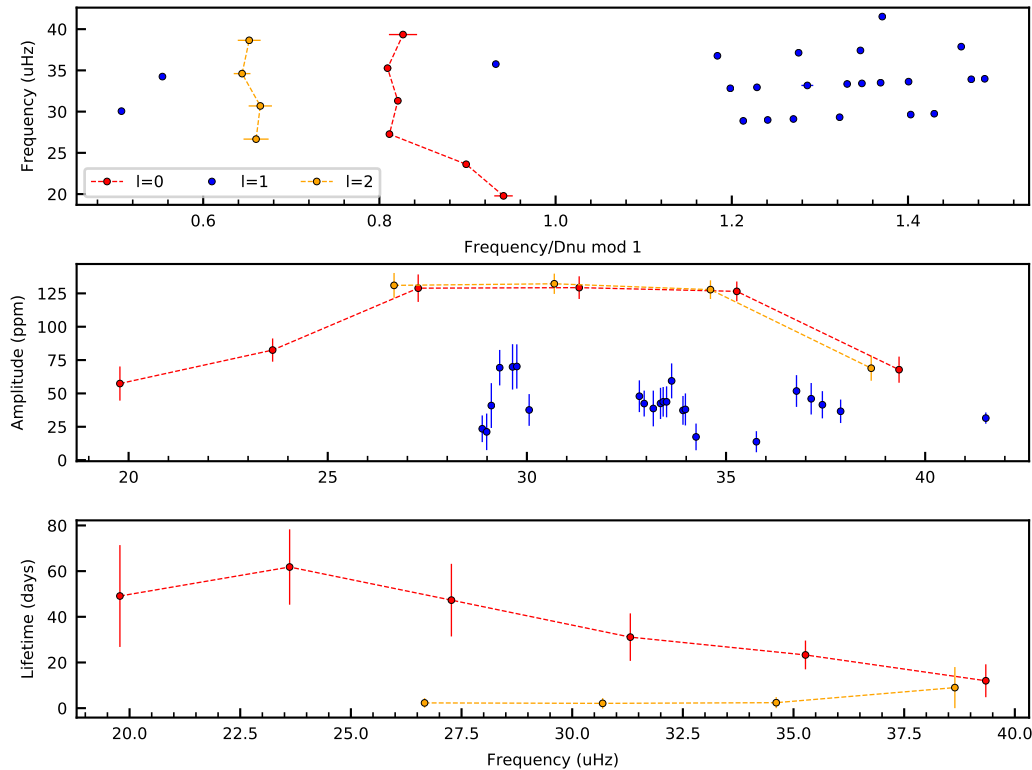 Frequency (uHz)
40
35
30
25
20
l=0 l=1 l=2
0.6 0.8 1.0 1.2 1.4
Frequency/Dnu mod 1
Amplitude (ppm)
125
100
75
50
25
0
20 25 30 35 40
Lifetime (days)
80
60
40
20
0
20.0 22.5 25.0 27.5 30.0 32.5 35.0 37.5 40.0
Frequency (uHz)